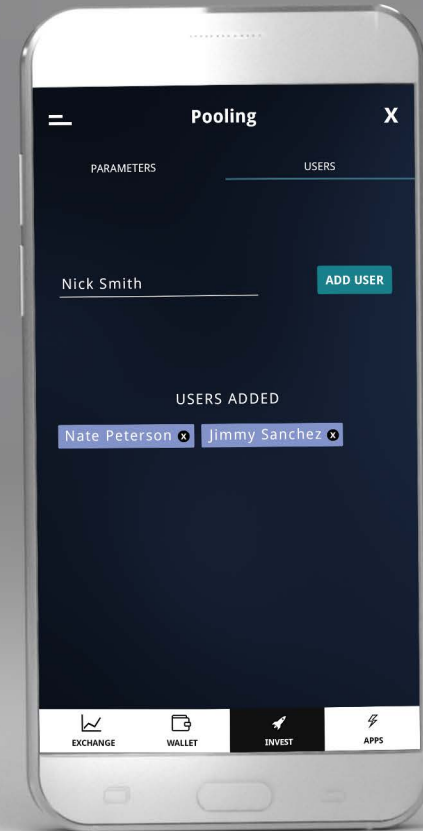 Pooling X
PARAMETERS USERS
Nick Smith ADD USER
USERS ADDED
Nate Peterson x Jimmy Sanchez x
EXCHANGE WALLET INVEST APPS